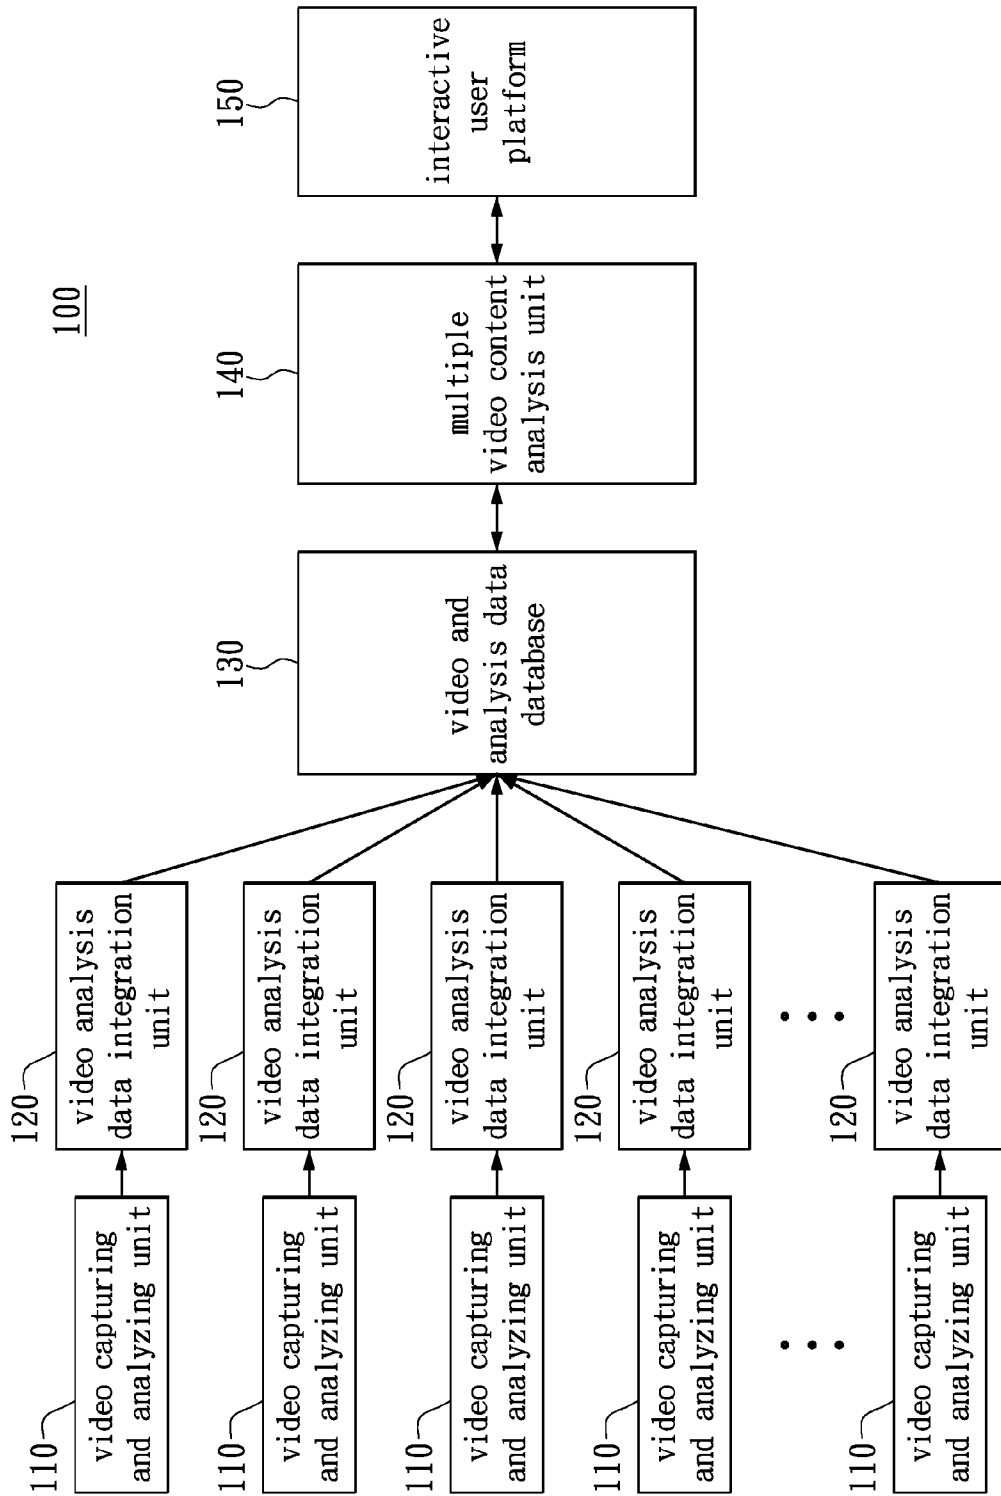 100
110
video capturing
and analyzing unit
120
video analysis
data integration
unit
110
video capturing
and analyzing unit
120
video analysis
data integration
unit
110
video capturing
and analyzing unit
120
video analysis
data integration
unit
110
video capturing
and analyzing unit
120
video analysis
data integration
unit
110
video capturing
and analyzing unit
120
video analysis
data integration
unit
130
video and
analysis data
database
140
multiple
video content
analysis unit
150
interactive
user
platform